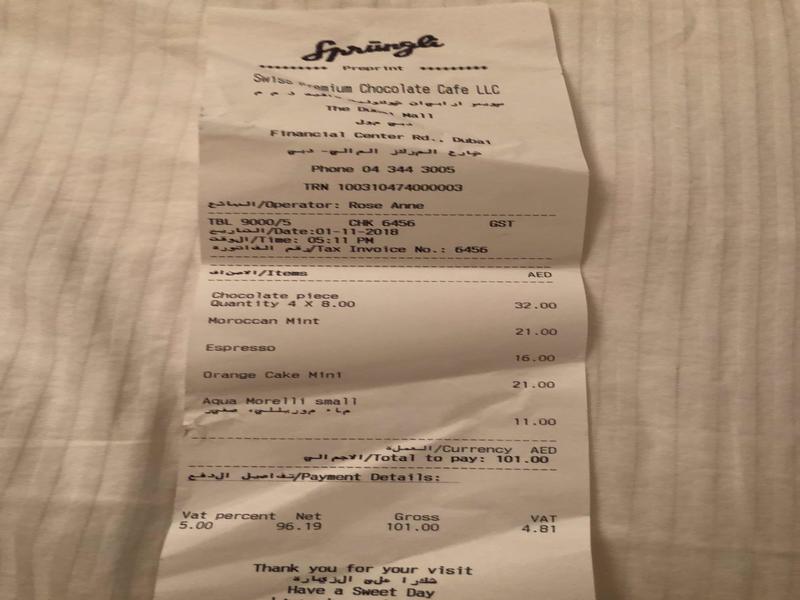 Sprüngli
********* Preprint *********
Swiss Premium Chocolate Cafe LLC
The Dubai Mall
دبي مول
Financial Center Rd., Dubai
شارع المركز المالي- دبي
Phone 04 344 3005
TRN 100310474000003
البائع/Operator: Rose Anne
TBL 9000/5 CHK 6456 GST
التاريخ/Date:01-11-2018
الوقت/Time: 05:11 PM
رقم الفاتورة/Tax Invoice No.: 6456
الاصناف/Items AED
Chocolate piece
Quantity 4 X 8.00 32.00
Moroccan Mint
21.00
Espresso
16.00
Orange Cake Mini
21.00
Aqua Morelli small
ماء موريللي، صغير
11.00
العملة/Currency AED
الاجمالي/Total to pay: 101.00
تفاصيل الدفع/Payment Details:
Vat percent Net Gross VAT
5.00 96.19 101.00 4.81
Thank you for your visit
شكرا على الزيارة
Have a Sweet Day